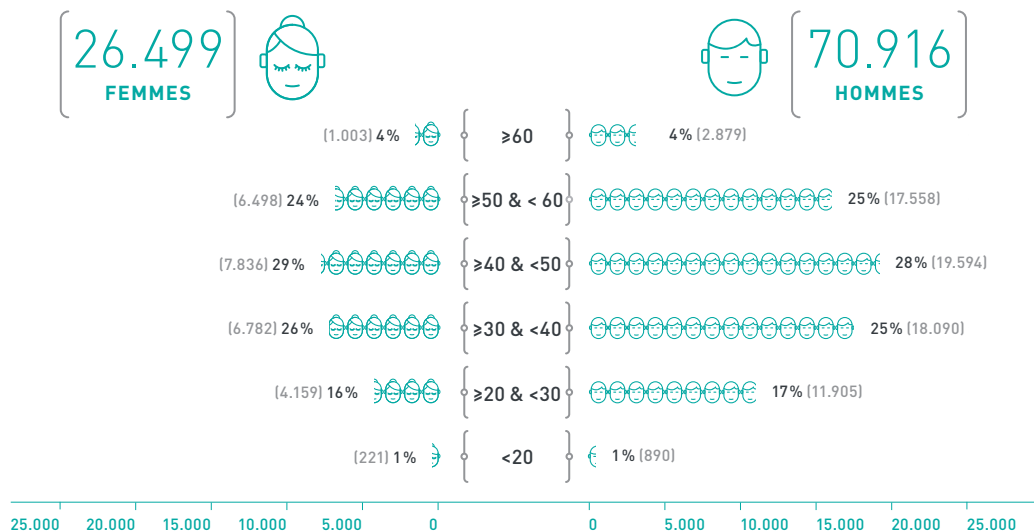 26.499
FEMMES
70.916
HOMMES
(1.003) 4% ≥60 4% (2.879)
(6.498) 24% ≥50 & < 60 25% (17.558)
(7.836) 29% ≥40 & <50 28% (19.594)
(6.782) 26% ≥30 & <40 25% (18.090)
(4.159) 16% ≥20 & <30 17% (11.905)
(221) 1% <20 1% (890)
25.000 20.000 15.000 10.000 5.000 0 0 5.000 10.000 15.000 20.000 25.000